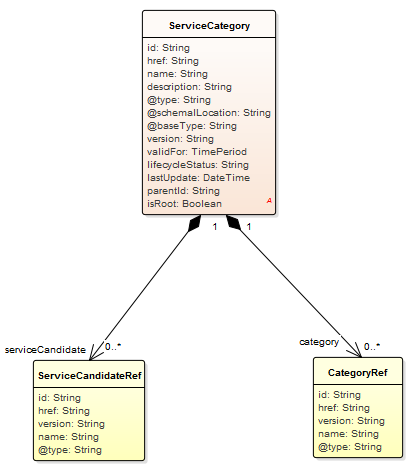 ServiceCategory
id: String
href: String
name: String
description: String
@type: String
@schemalLocation: String
@baseType: String
version: String
validFor: TimePeriod
lifecycleStatus: String
lastUpdate: DateTime
parentId: String
isRoot: Boolean
A
1
1
serviceCandidate
0..*
category
0..*
ServiceCandidateRef
id: String
href: String
version: String
name: String
@type: String
CategoryRef
id: String
href: String
version: String
name: String
@type: String